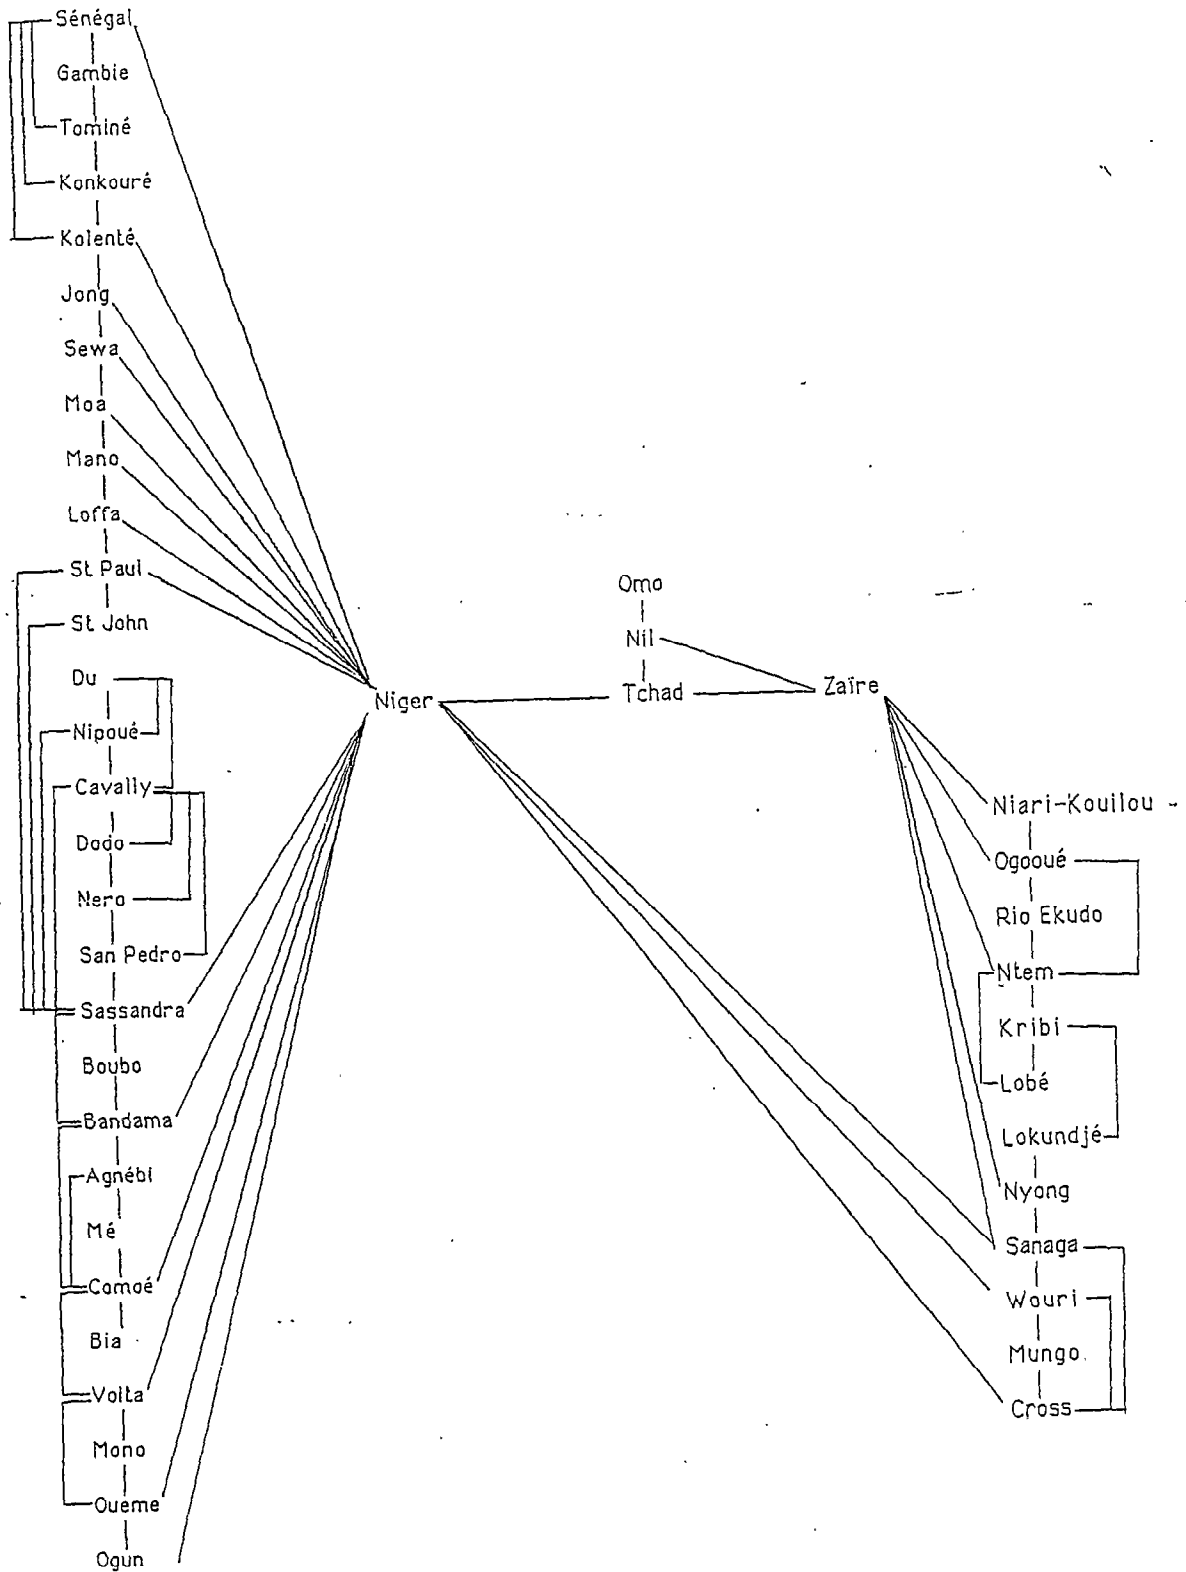 Sénégal
Gambie
Tominé
Konkouré
Kolenté
Jong
Sewa
Moa
Mano
Loffa
St Paul
St John
Du
Nipoué
Cavally
Dodo
Nero
San Pedro
Sassandra
Boubo
Bandama
Agnébi
Mé
Comoé
Bia
Volta
Mono
Oueme
Ogun
Niger
Omo
Nil
Tchad
Zaïre
Niari-Kouilou
Ogooué
Rio Ekudo
Ntem
Kribi
Lobé
Lokundjé
Nyong
Sanaga
Wouri
Mungo
Cross